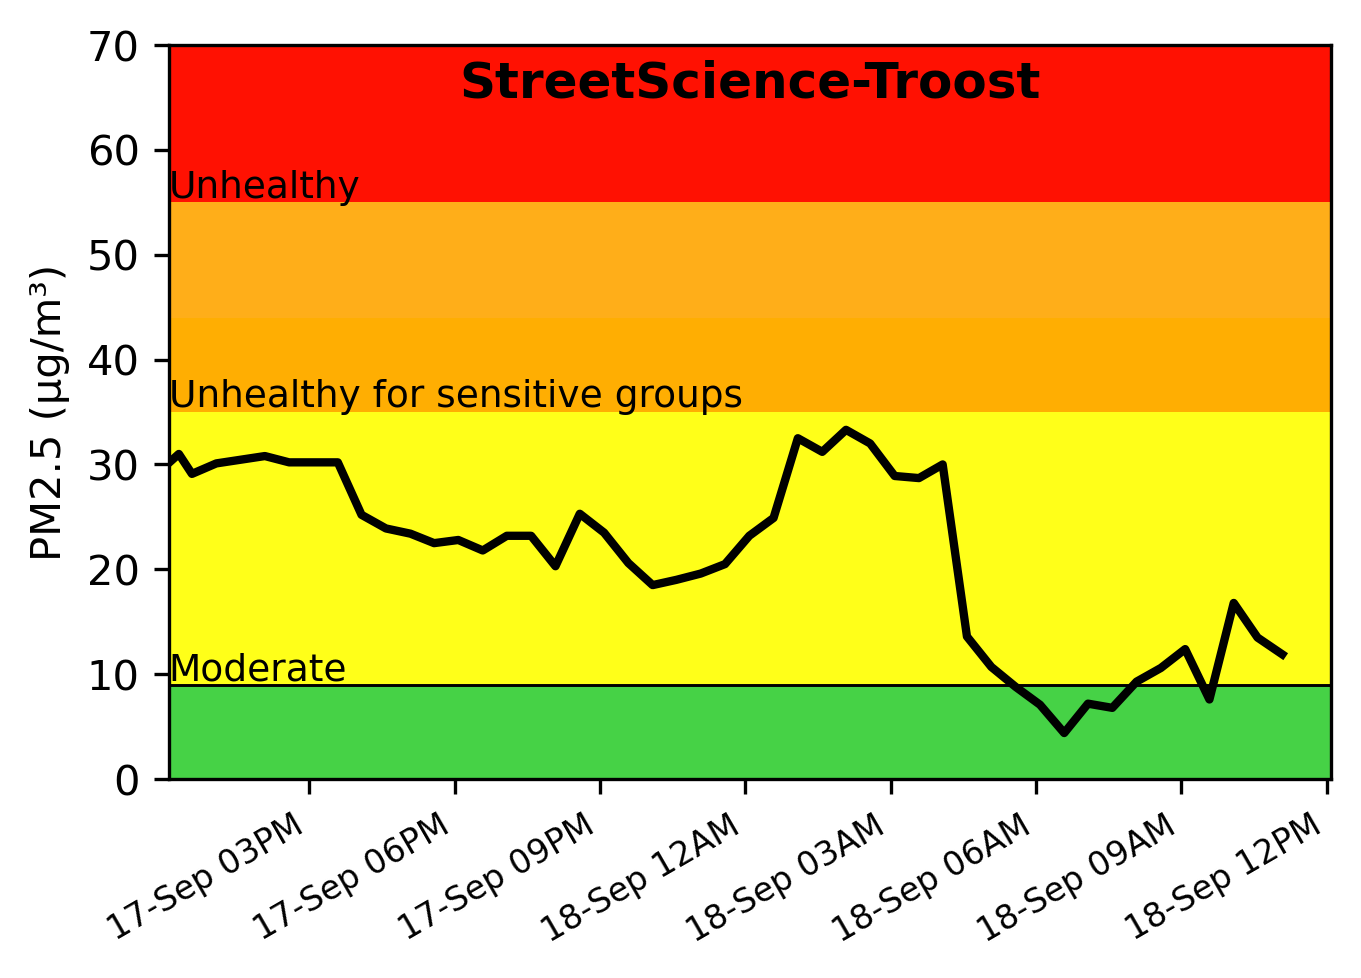 StreetScience-Troost
70
60
Unhealthy
50
40
Unhealthy for sensitive groups
30
20
Moderate
10
0
PM2.5 (µg/m³)
17-Sep 03PM
17-Sep 06PM
17-Sep 09PM
18-Sep 12AM
18-Sep 03AM
18-Sep 06AM
18-Sep 09AM
18-Sep 12PM